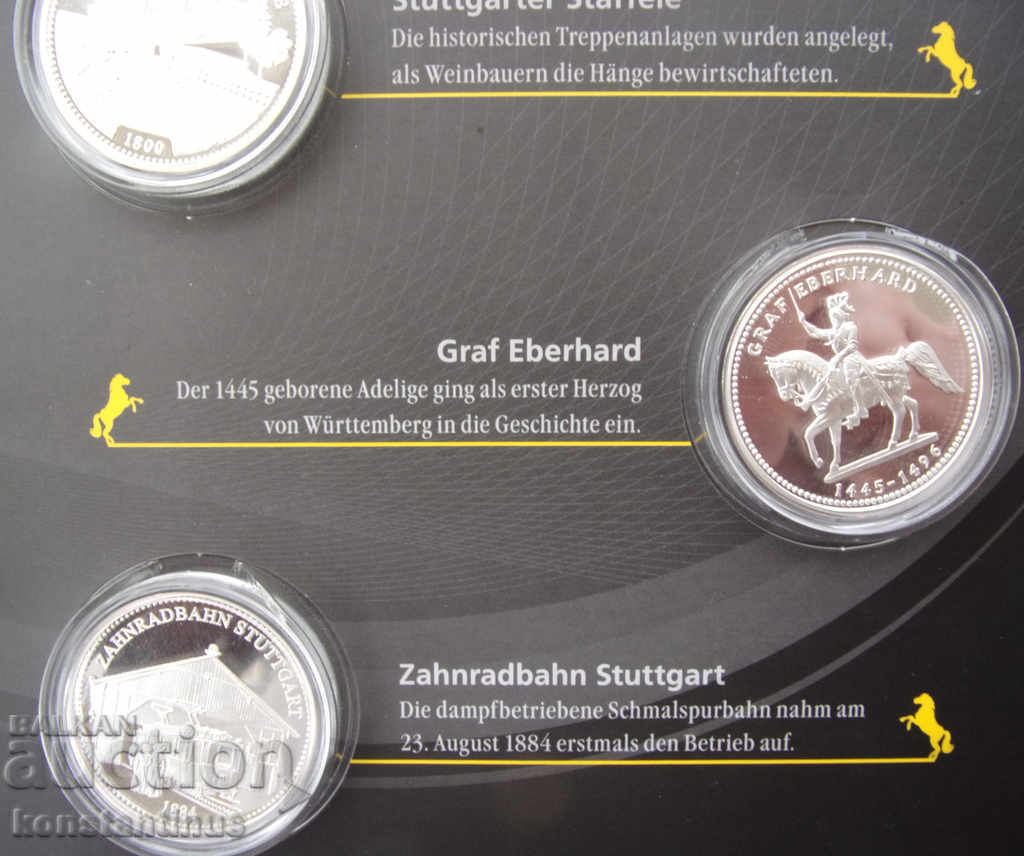 Stuttgarter Stäffele
Die historischen Treppenanlagen wurden angelegt,
als Weinbauern die Hänge bewirtschafteten.
1800
GRAF EBERHARD
1445-1496
Graf Eberhard
Der 1445 geborene Adelige ging als erster Herzog
von Württemberg in die Geschichte ein.
ZAHNRADBAHN STUTTGART
1884
Zahnradbahn Stuttgart
Die dampfbetriebene Schmalspurbahn nahm am
23. August 1884 erstmals den Betrieb auf.
BALKAN
auction
konstantinus